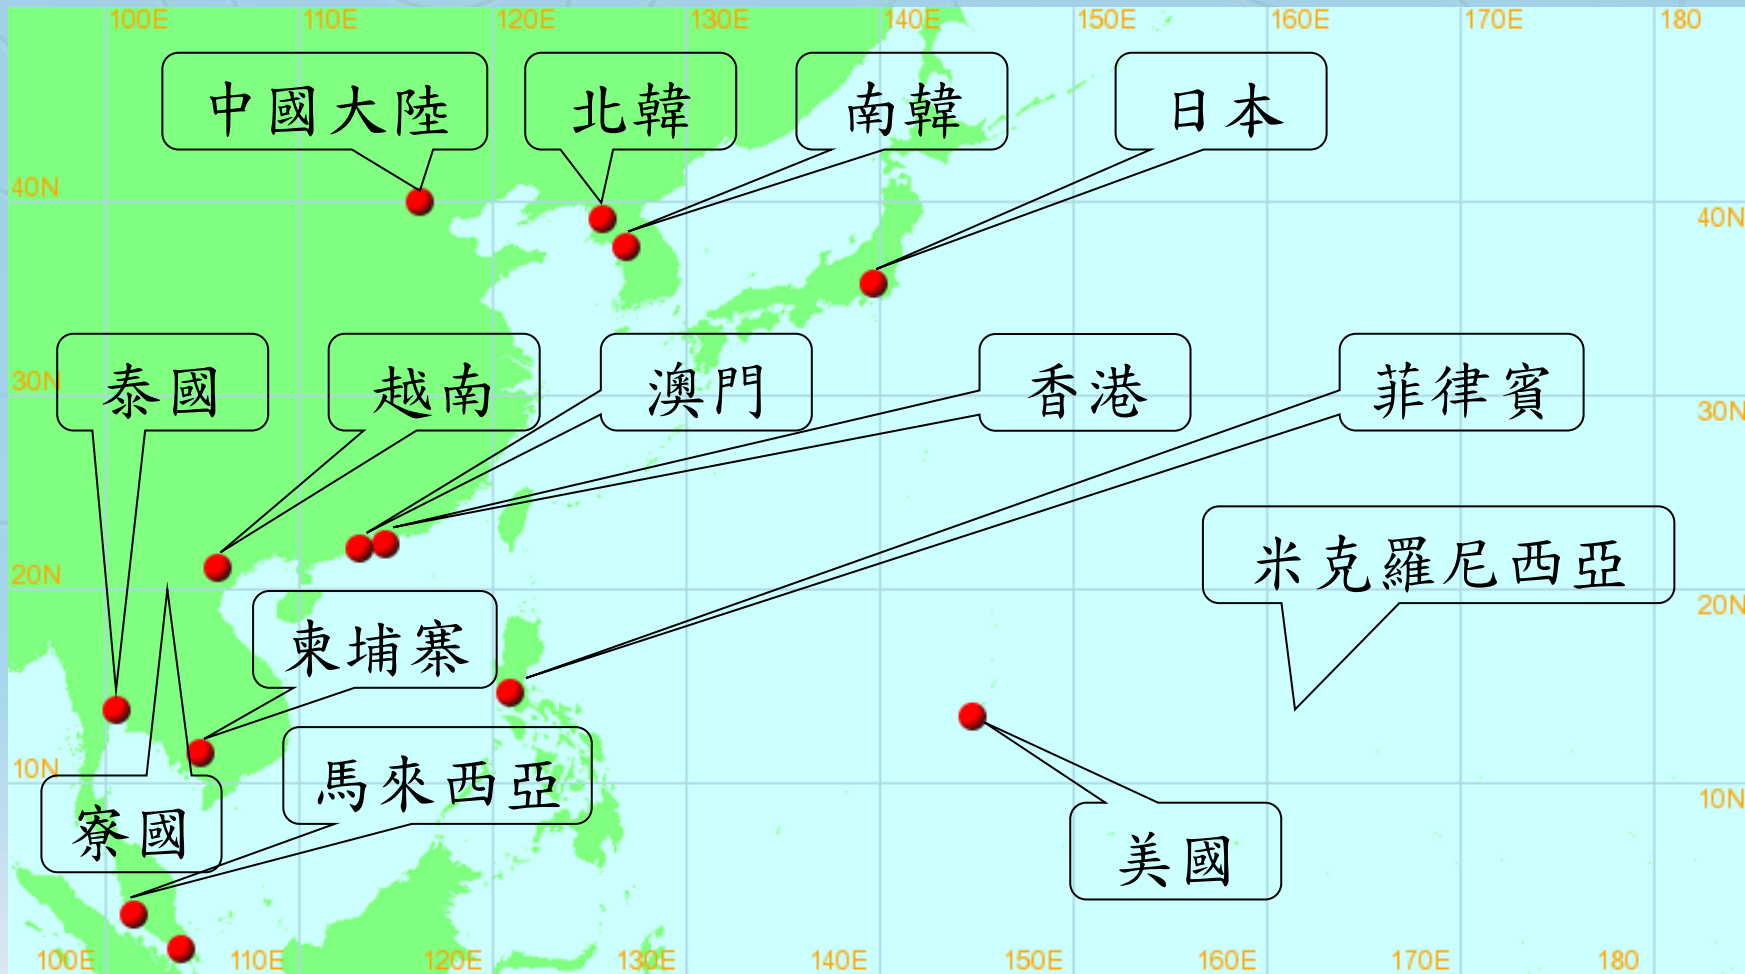 100E 110E 120E 130E 140E 150E 160E 170E 180
中國大陸 北韓 南韓 日本
40N 40N
泰國 越南 澳門 香港 菲律賓
30N 30N
米克羅尼西亞
20N 20N
柬埔寨
馬來西亞
10N 10N
寮國 美國
100E 110E 120E 130E 140E 150E 160E 170E 180